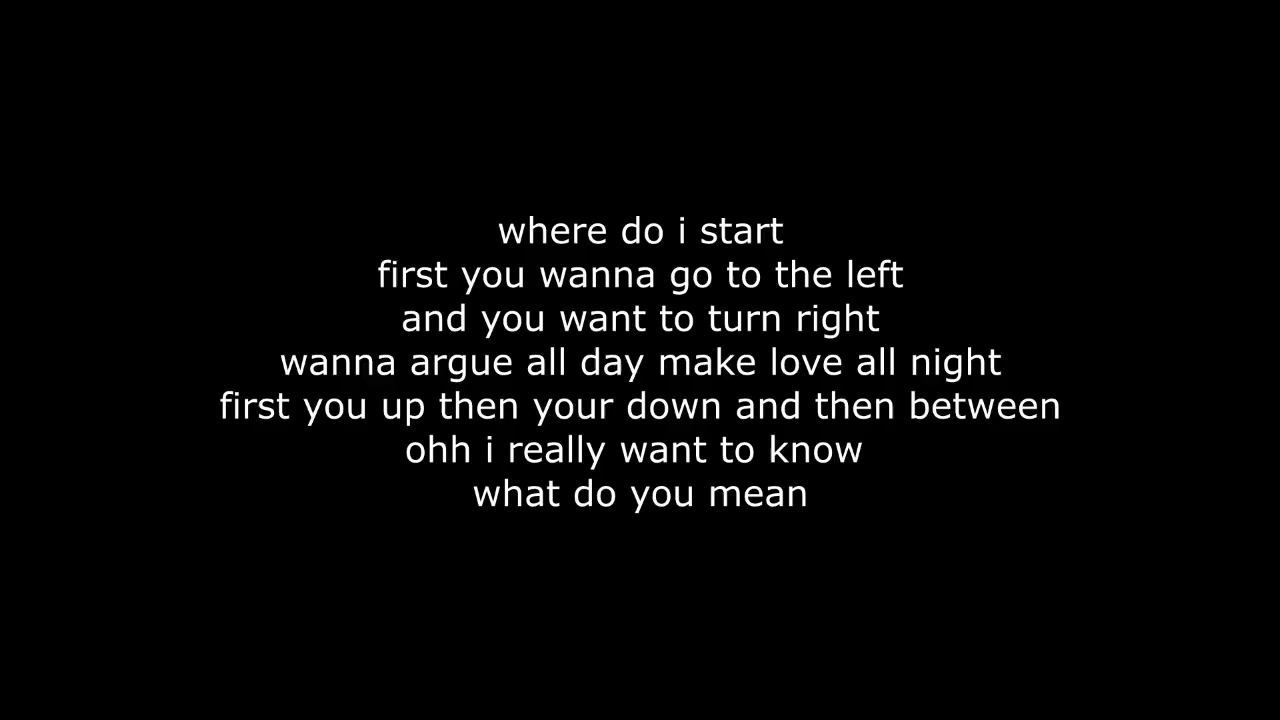 where do i start
first you wanna go to the left
and you want to turn right
wanna argue all day make love all night
first you up then your down and then between
ohh i really want to know
what do you mean